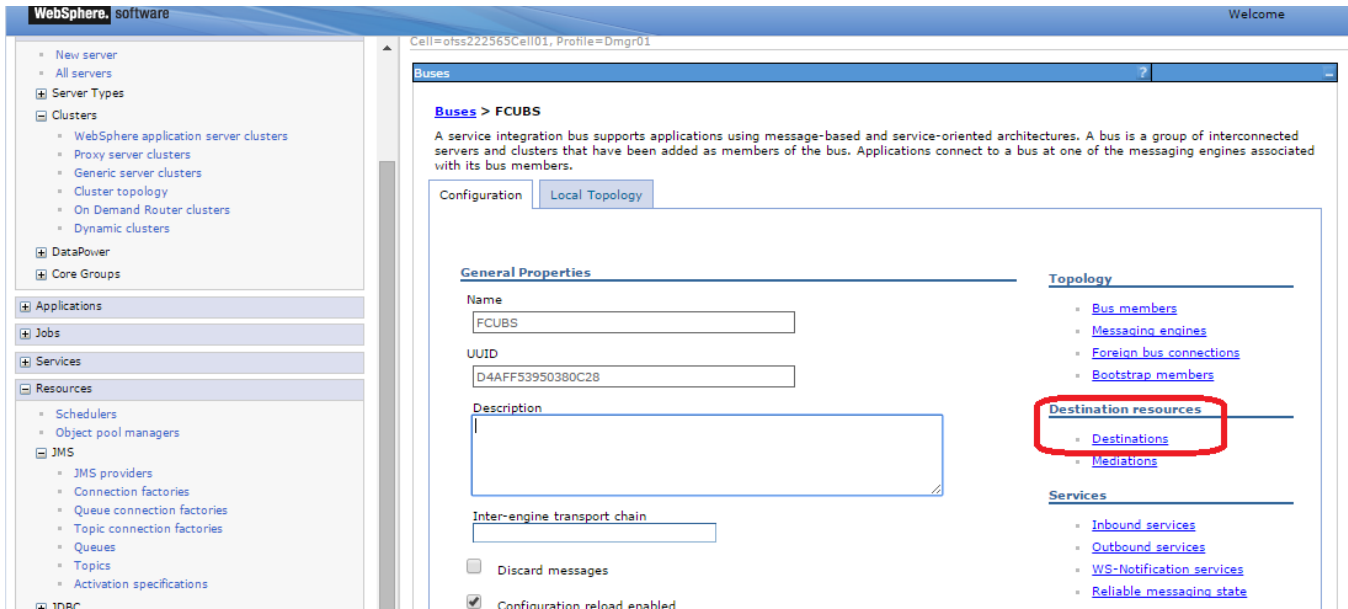 WebSphere. software
Welcome
New server
All servers
Server Types
Clusters
WebSphere application server clusters
Proxy server clusters
Generic server clusters
Cluster topology
On Demand Router clusters
Dynamic clusters
DataPower
Core Groups
Applications
Jobs
Services
Resources
Schedulers
Object pool managers
JMS
JMS providers
Connection factories
Queue connection factories
Topic connection factories
Queues
Topics
Activation specifications
JDBC
Cell=ofss222565Cell01, Profile=Dmgr01
Buses
?
Buses > FCUBS
A service integration bus supports applications using message-based and service-oriented architectures. A bus is a group of interconnected
servers and clusters that have been added as members of the bus. Applications connect to a bus at one of the messaging engines associated
with its bus members.
Configuration
Local Topology
General Properties
Name
FCUBS
UUID
D4AFF53950380C28
Description
Inter-engine transport chain
Discard messages
Configuration reload enabled
Topology
Bus members
Messaging engines
Foreign bus connections
Bootstrap members
Destination resources
Destinations
Mediations
Services
Inbound services
Outbound services
WS-Notification services
Reliable messaging state